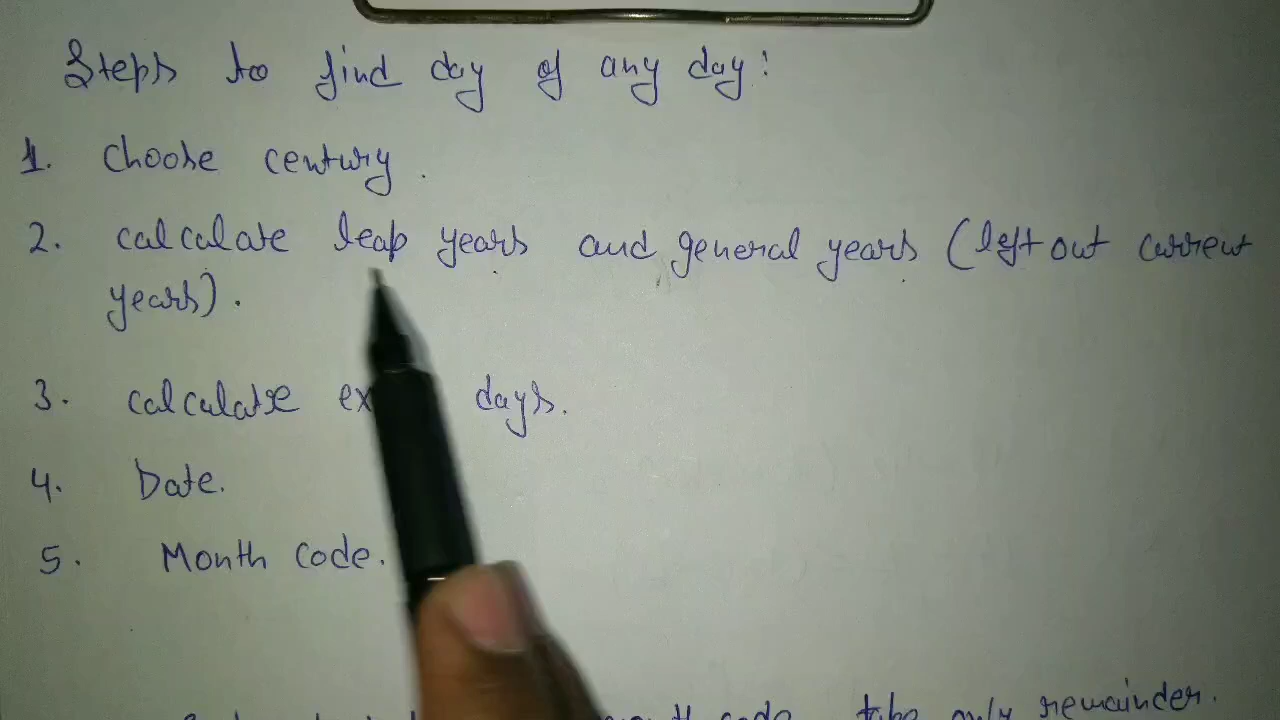 Steps to find day of any day:
1. Choose century.
2. calculate leap years and general years (left out current
years).
3. calculate days.
4. Date.
5. Month Code.
code take only remainder.